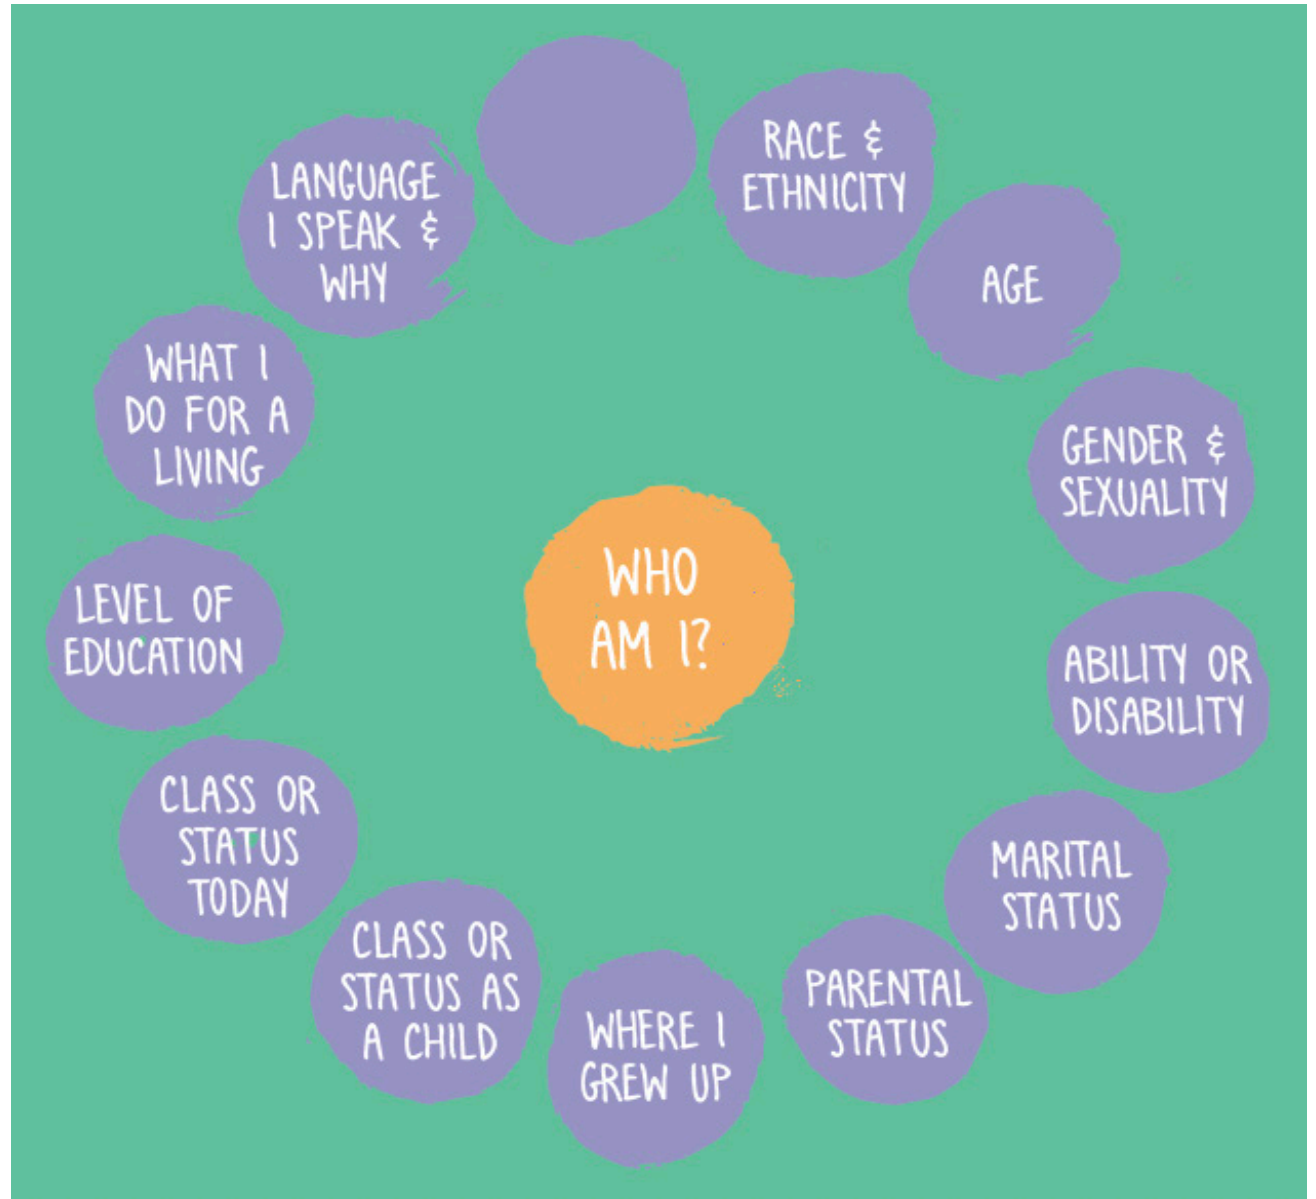 WHO
AM I?
RACE &
ETHNICITY
AGE
GENDER &
SEXUALITY
ABILITY OR
DISABILITY
MARITAL
STATUS
PARENTAL
STATUS
WHERE I
GREW UP
CLASS OR
STATUS AS
A CHILD
CLASS OR
STATUS
TODAY
LEVEL OF
EDUCATION
WHAT I
DO FOR A
LIVING
LANGUAGE
I SPEAK &
WHY